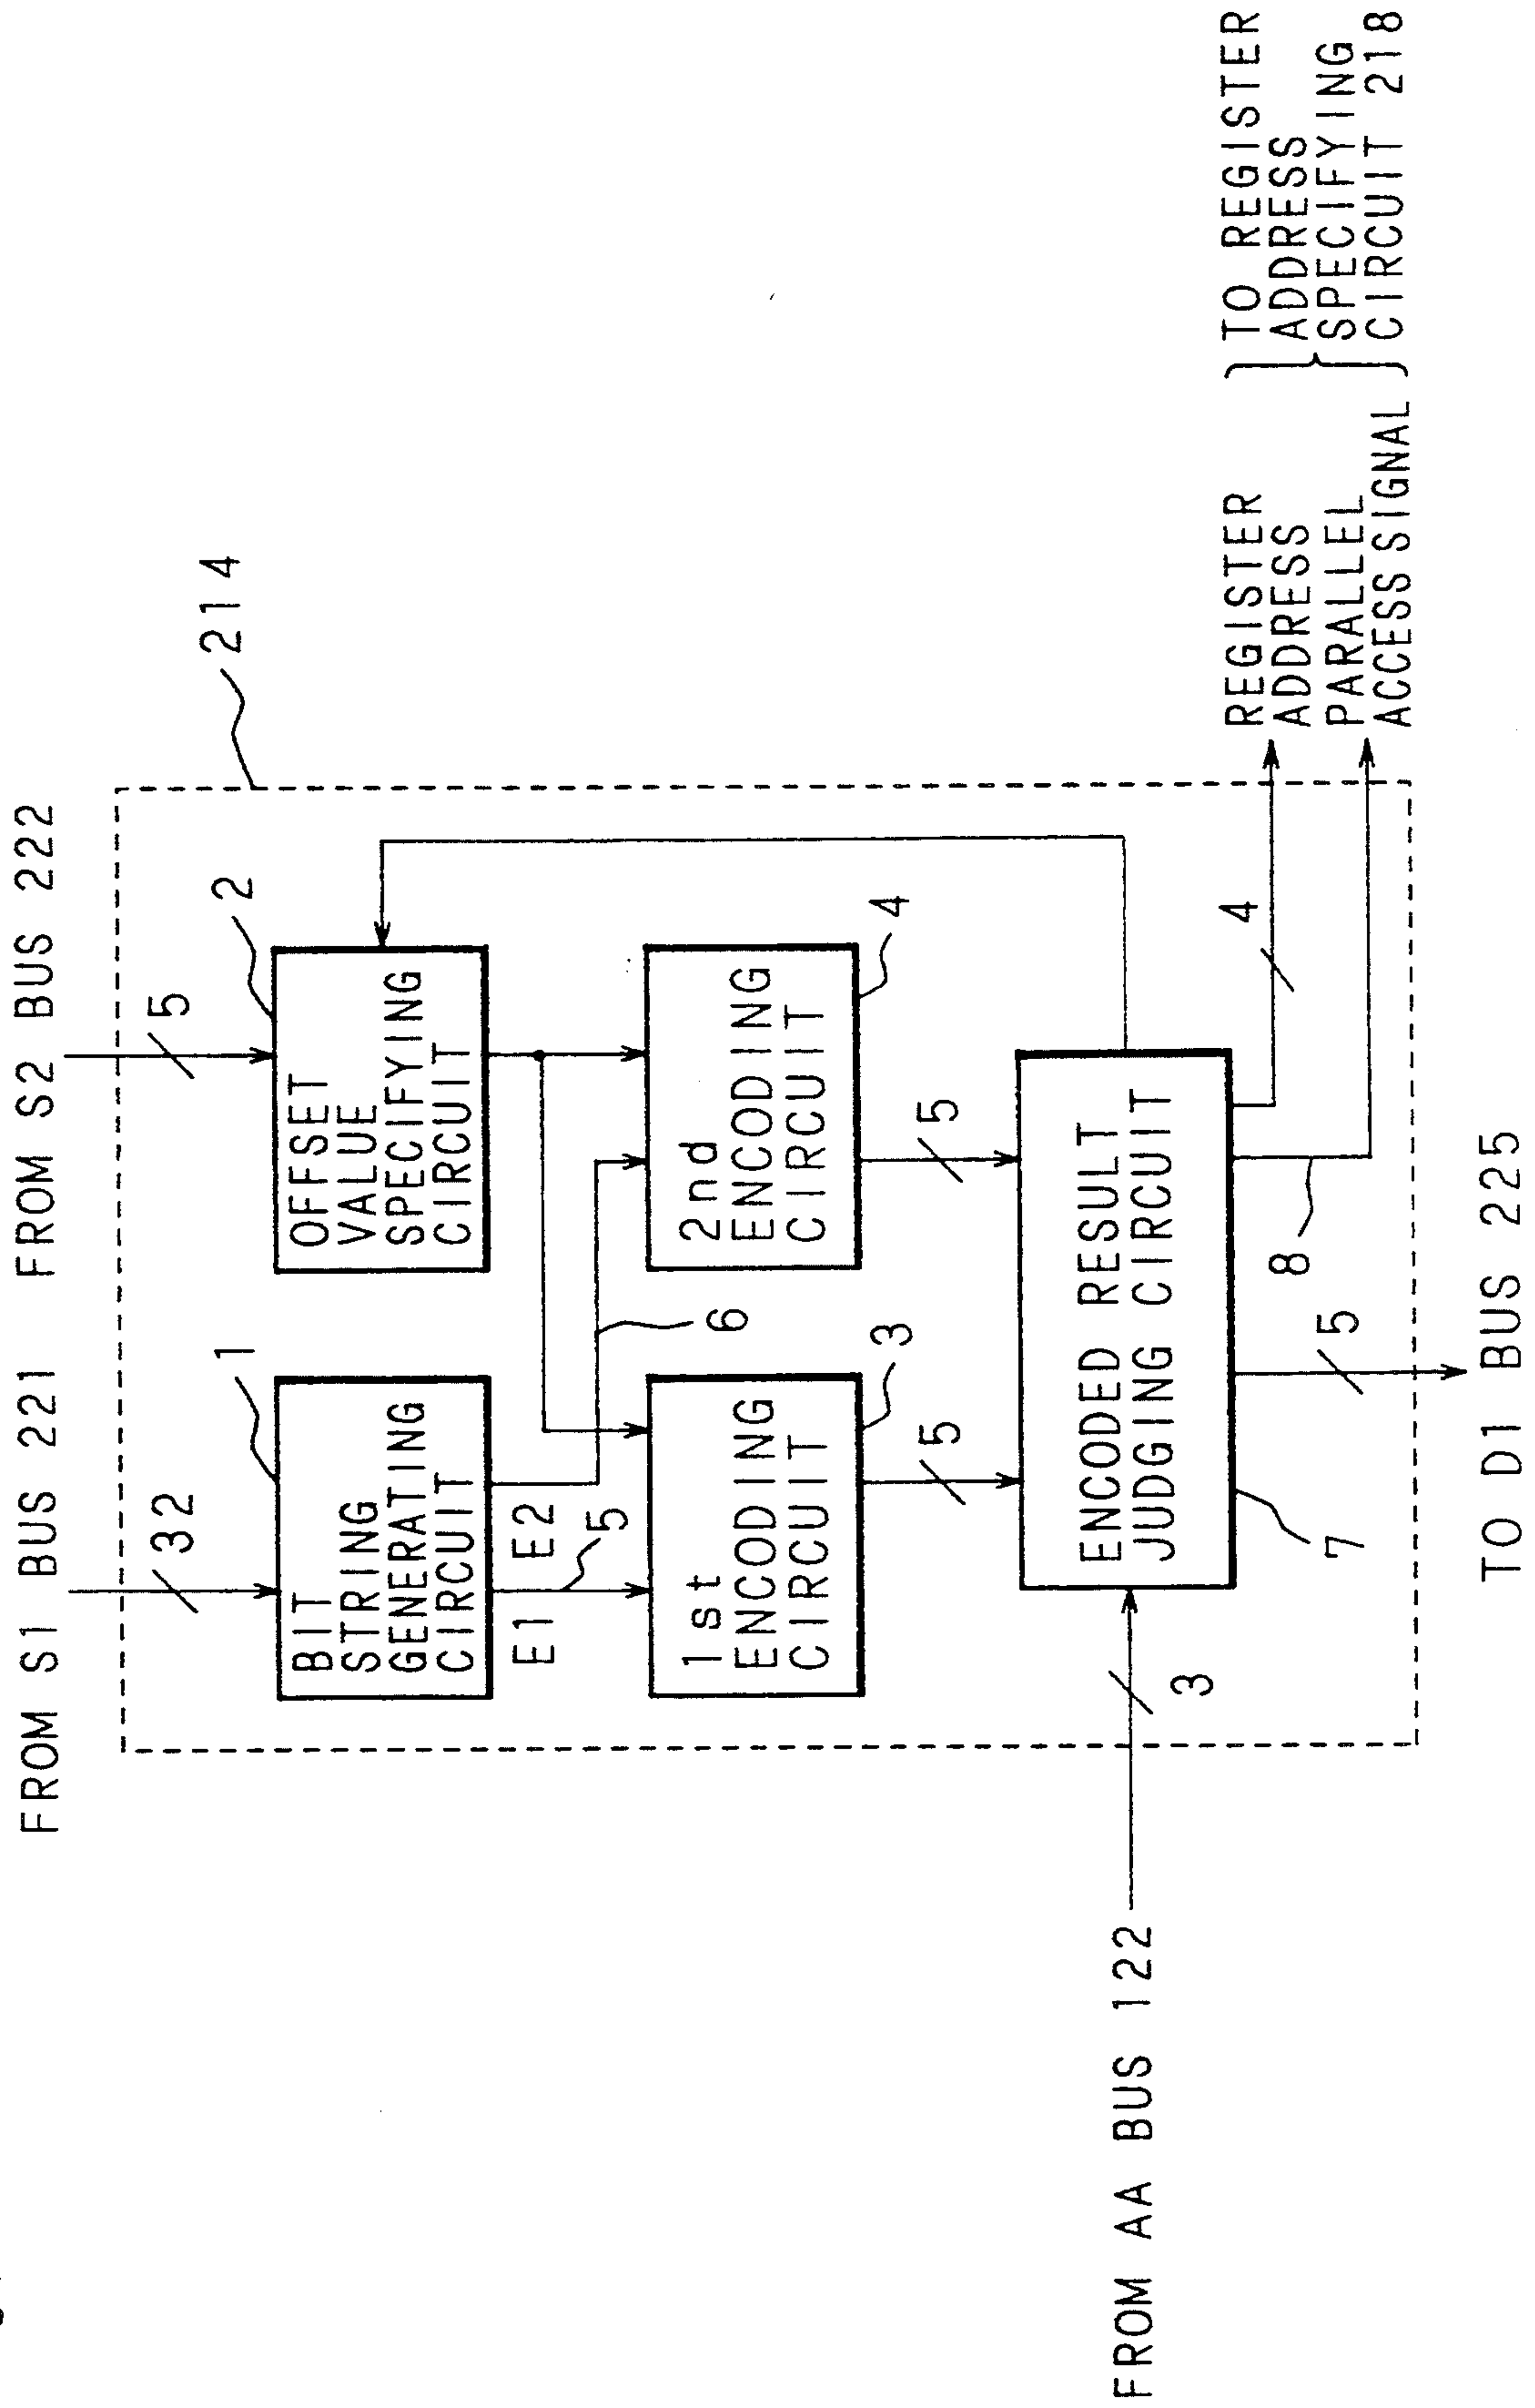 FROM S1 BUS 221
FROM S2 BUS 222
214
32
5
1
2
BIT
STRING
GENERATING
CIRCUIT
OFFSET
VALUE
SPECIFYING
CIRCUIT
E1
E2
5
6
1st
ENCODING
CIRCUIT
3
2nd
ENCODING
CIRCUIT
4
5
5
FROM AA BUS 122
3
ENCODED RESULT
JUDGING CIRCUIT
7
5
8
4
REGISTER
ADDRESS
PARALLEL
ACCESS SIGNAL
TO REGISTER
ADDRESS
SPECIFYING
CIRCUIT 218
TO D1 BUS 225